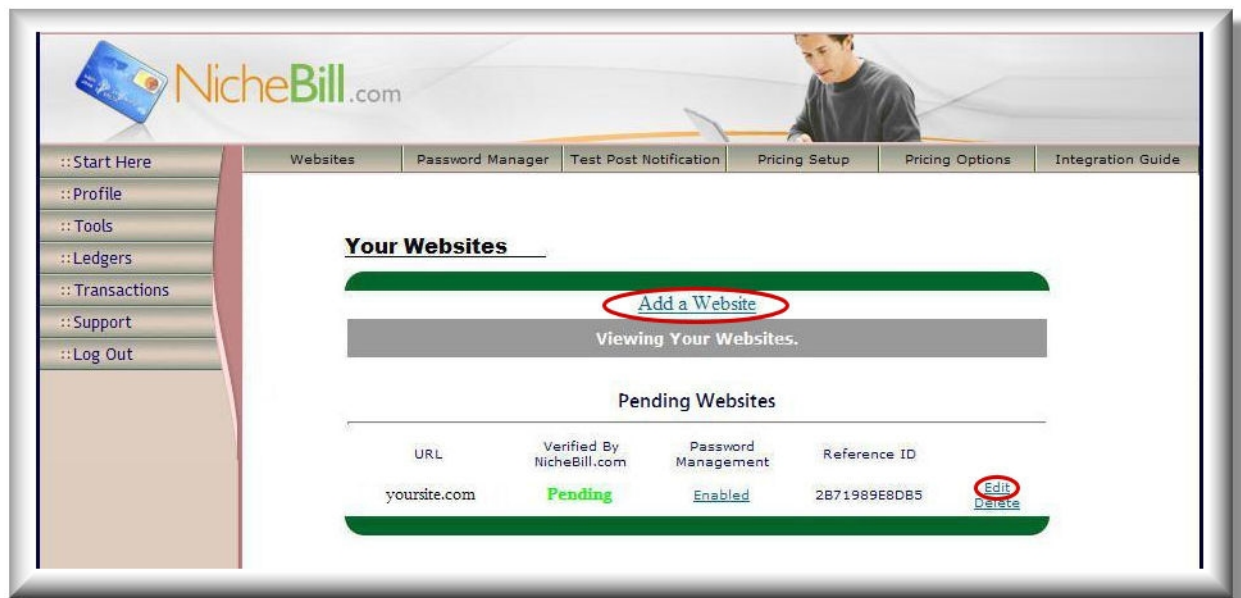 NicheBill.com
::Start Here
::Profile
::Tools
::Ledgers
::Transactions
::Support
::Log Out
Websites Password Manager Test Post Notification Pricing Setup Pricing Options Integration Guide
Your Websites
Add a Website
Viewing Your Websites.
Pending Websites
URL Verified By NicheBill.com Password Management Reference ID
yoursite.com Pending Enabled 2B71989E8DB5 Edit
Delete